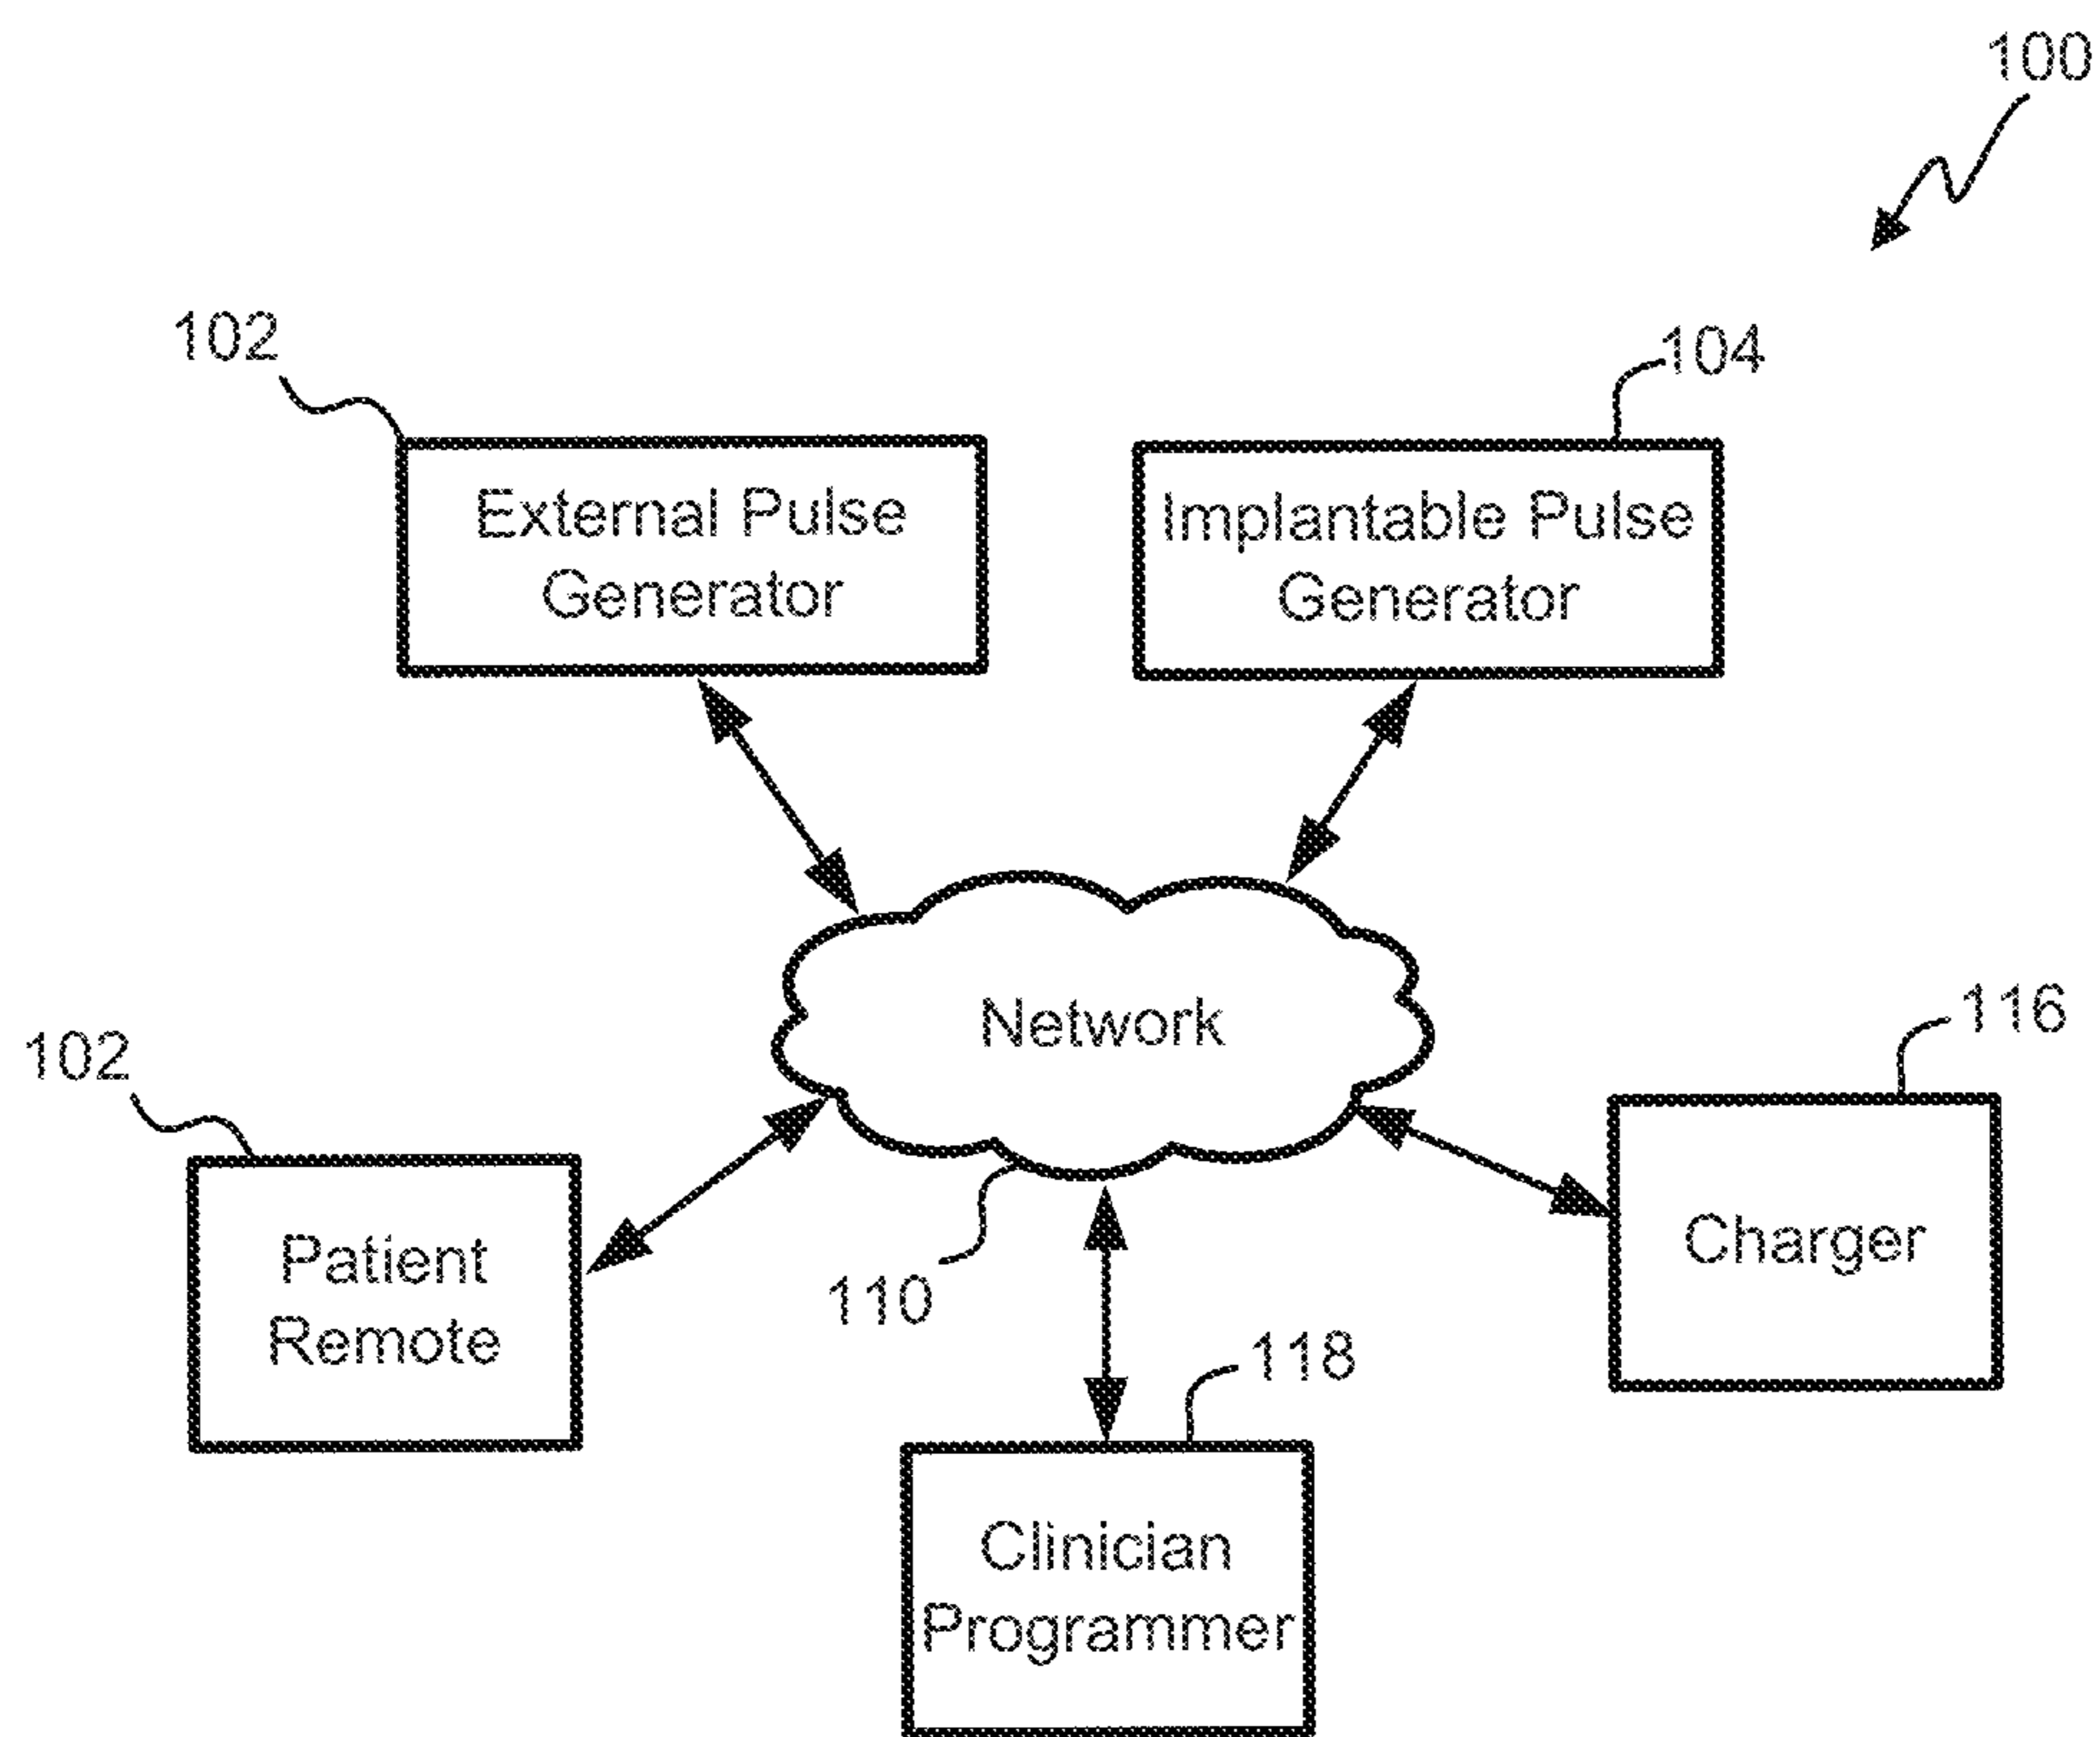 100
102
104
External Pulse
Generator
Implantable Pulse
Generator
Network
102
116
Patient
Remote
110
Charger
118
Clinician
Programmer